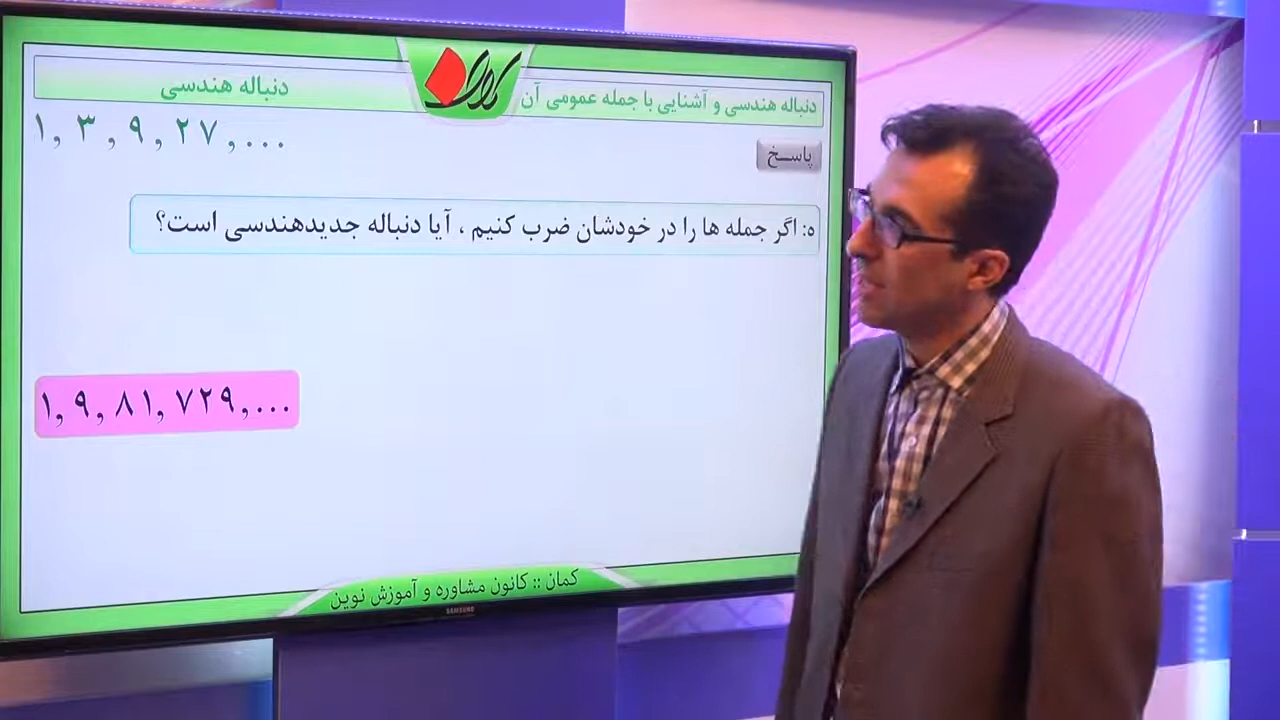 دنباله هندسی و آشنایی با جمله عمومی آن
دنباله هندسی
۱, ۳, ۹, ۲۷, ...
پاسخ
ه: اگر جمله ها را در خودشان ضرب کنیم ، آیا دنباله جدیدهندسی است؟
۱, ۹, ۸۱, ۷۲۹, ...
کمان :: کانون مشاوره و آموزش نوین
SAMSUNG